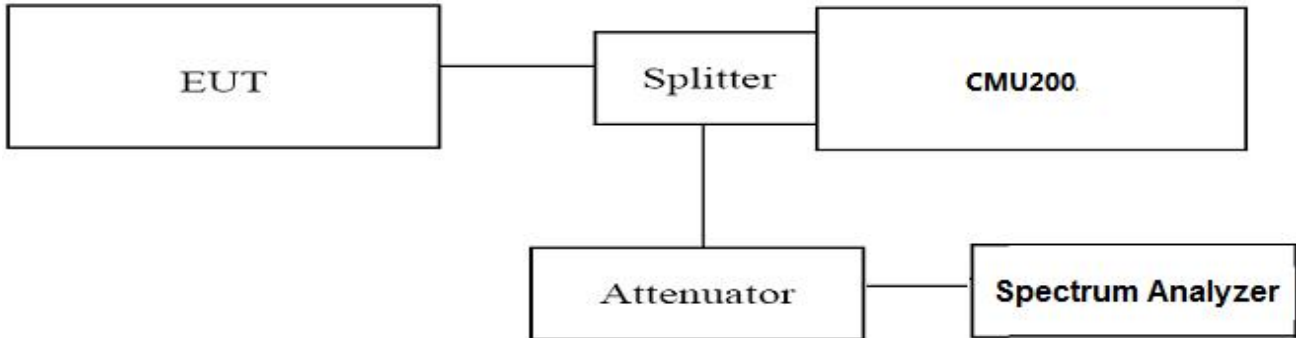 EUT
Splitter
CMU200.
Attenuator
Spectrum Analyzer